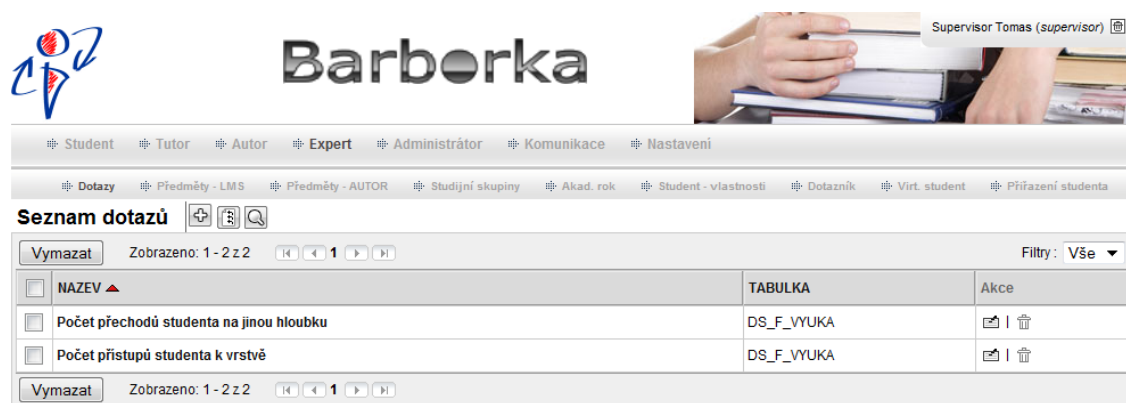 Supervisor Tomas (supervisor)
Barborka
Student Tutor Autor Expert Administrátor Komunikace Nastavení
Dotazy Předměty - LMS Předměty - AUTOR Studijní skupiny Akad. rok Student - vlastnosti Dotazník Virt. student Přiřazení studenta
Seznam dotazů
Vymazat Zobrazeno: 1 - 2 z 2 1 Filtry : Vše
NAZEV TABULKA Akce
Počet přechodů studenta na jinou hloubku DS_F_VYUKA |
Počet přístupů studenta k vrstvě DS_F_VYUKA |
Vymazat Zobrazeno: 1 - 2 z 2 1